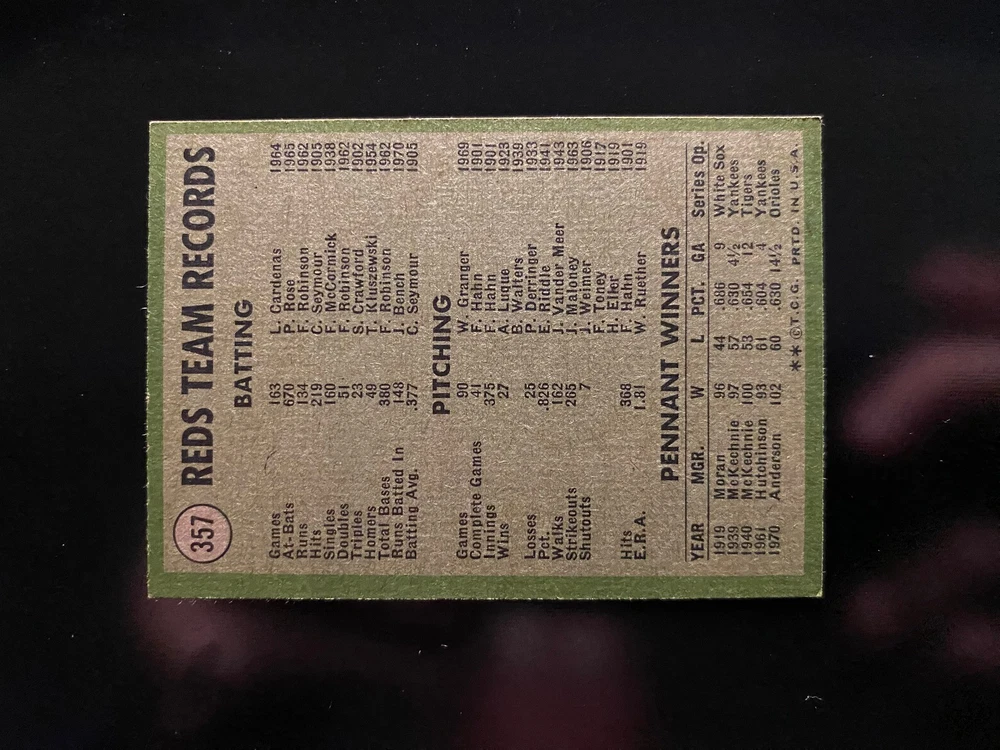 357 REDS TEAM RECORDS
BATTING
Games 163 L. Cardenas 1964
At-Bats 670 P. Rose 1965
Runs 134 F. Robinson 1962
Hits 219 C. Seymour 1905
Singles 160 F. McCormick 1938
Doubles 51 F. Robinson 1962
Triples 23 S. Crawford 1902
Homers 49 T. Kluszewski 1954
Total Bases 380 F. Robinson 1962
Runs Batted In 148 J. Bench 1970
Batting Avg. .377 C. Seymour 1905
PITCHING
Games 90 W. Granger 1969
Complete Games 41 F. Hahn 1901
Innings 375 F. Hahn 1901
Wins 27 A. Luque 1923
B. Walters 1939
Losses 25 P. Derringer 1933
Pct. .826 E. Riddle 1941
Walks 162 J. Vander Meer 1943
Strikeouts 265 J. Maloney 1963
Shutouts 7 J. Weimer 1906
F. Toney 1917
H. Eller 1919
Hits 368 F. Hahn 1901
E.R.A. 1.81 W. Ruether 1919
PENNANT WINNERS
YEAR MGR. W L PCT. GA Series Op.
1919 Moran 96 44 .686 9 White Sox
1939 McKechnie 97 57 .630 4½ Yankees
1940 McKechnie 100 53 .654 12 Tigers
1961 Hutchinson 93 61 .604 4 Yankees
1970 Anderson 102 60 .630 14½ Orioles
** © T.C.G. PRTD. IN U.S.A.